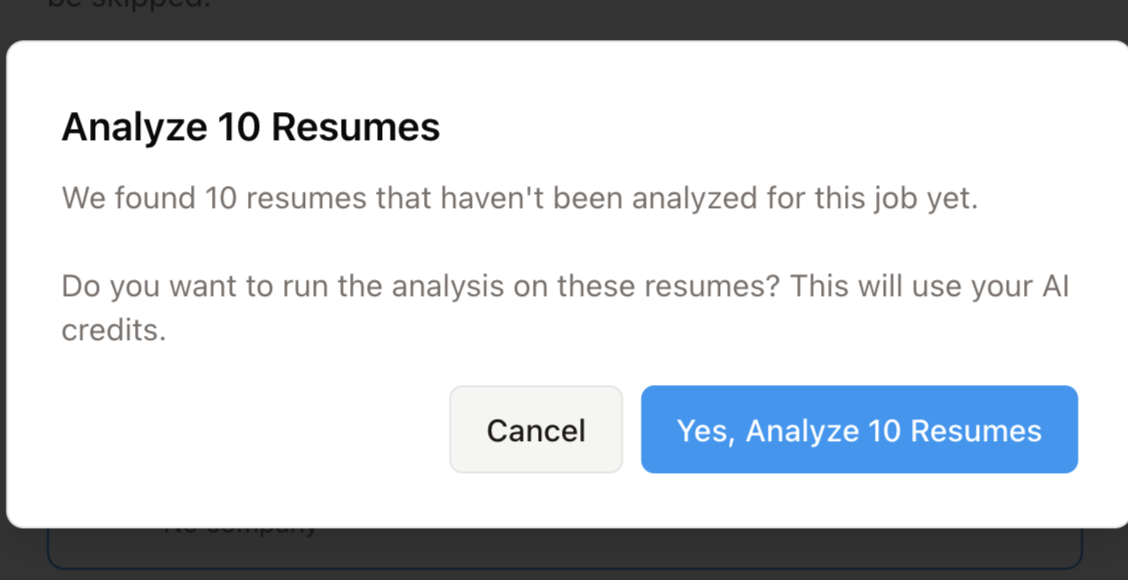 be skipped.
Analyze 10 Resumes
We found 10 resumes that haven't been analyzed for this job yet.
Do you want to run the analysis on these resumes? This will use your AI
credits.
Cancel
Yes, Analyze 10 Resumes
No company